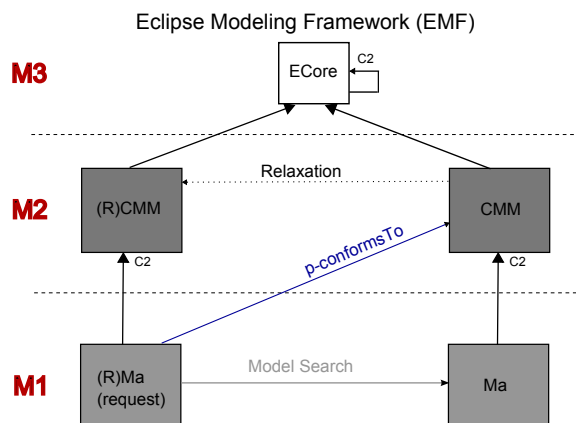 Eclipse Modeling Framework (EMF)
M3
ECore
C2
Relaxation
M2
(R)CMM
CMM
p-conformsTo
C2
C2
Model Search
M1
(R)Ma
(request)
Ma